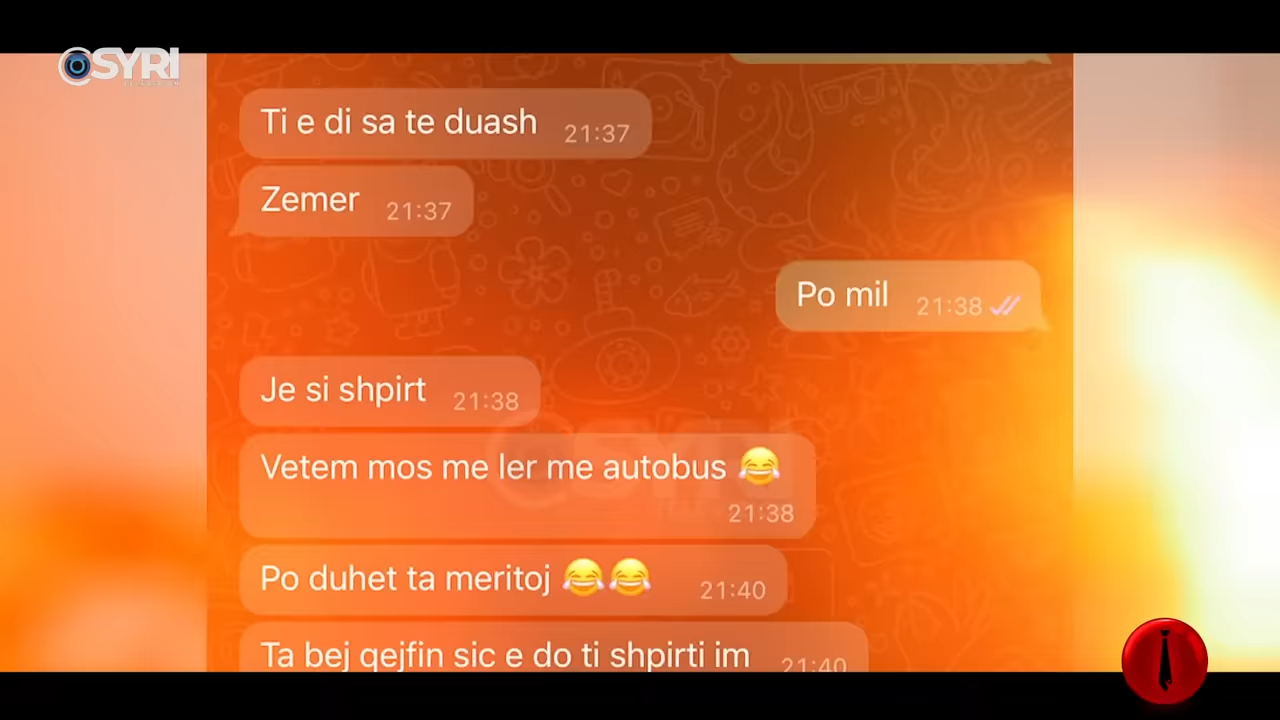 SYRI
Ti e di sa te duash 21:37
Zemer 21:37
Po mil 21:38
Je si shpirt 21:38
Vetem mos me ler me autobus 😂
21:38
Po duhet ta meritoj 😂😂 21:40
Ta bej qejfin sic e do ti shpirti im 21:40